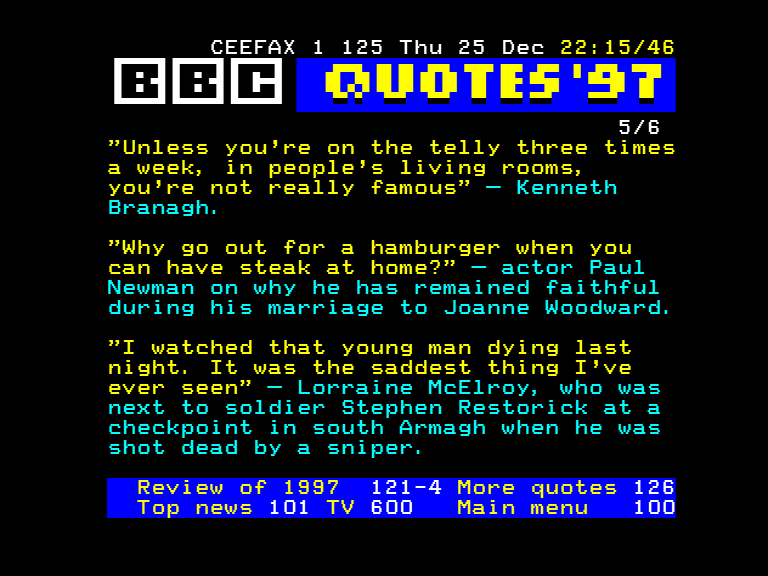 CEEFAX 1 125 Thu 25 Dec 22:15/46
BBC QUOTES'97
5/6
"Unless you're on the telly three times
a week, in people's living rooms,
you're not really famous" – Kenneth
Branagh.
"Why go out for a hamburger when you
can have steak at home?" – actor Paul
Newman on why he has remained faithful
during his marriage to Joanne Woodward.
"I watched that young man dying last
night. It was the saddest thing I've
ever seen" – Lorraine McElroy, who was
next to soldier Stephen Restorick at a
checkpoint in south Armagh when he was
shot dead by a sniper.
Review of 1997 121-4 More quotes 126
Top news 101 TV 600 Main menu 100